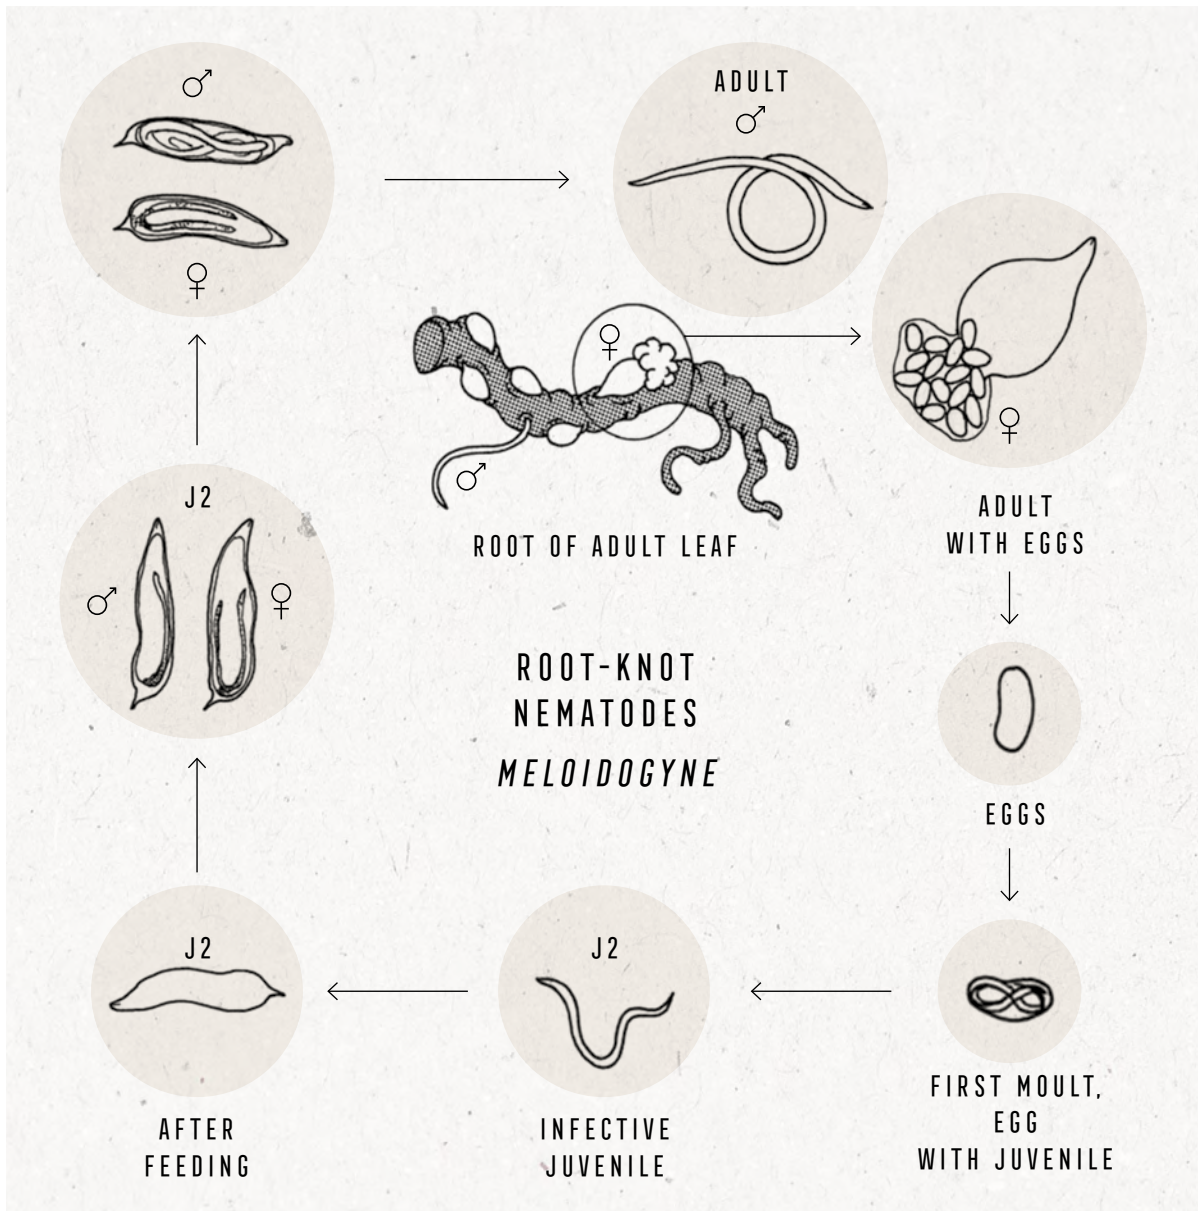 ♂
♀
ADULT
♂
♀
♂
ROOT OF ADULT LEAF
♀
ADULT
WITH EGGS
J2
♂
♀
ROOT-KNOT
NEMATODES
MELOIDOGYNE
EGGS
J2
AFTER
FEEDING
J2
INFECTIVE
JUVENILE
FIRST MOULT,
EGG
WITH JUVENILE